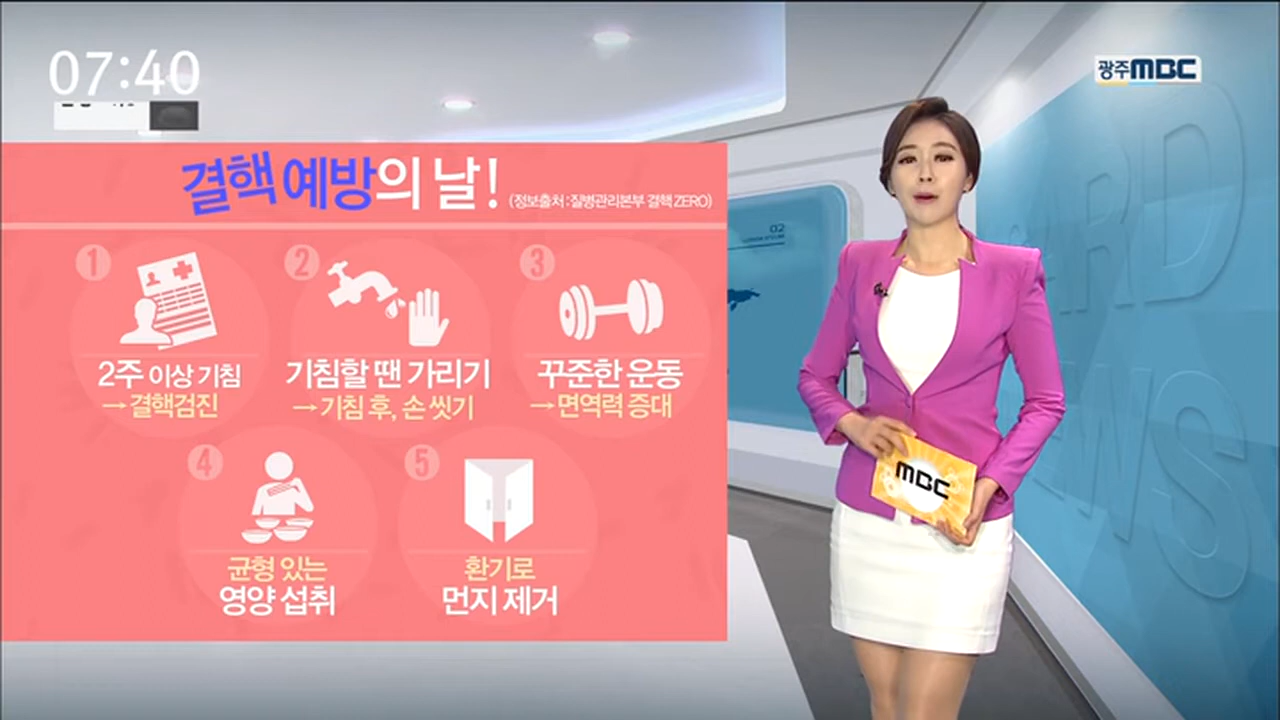 07:40
광주MBC
결핵 예방의 날!
(정보출처:질병관리본부 결핵 ZERO)
1
2주 이상 기침
→결핵검진
2
기침할 땐 가리기
→기침 후, 손 씻기
3
꾸준한 운동
→면역력 증대
4
균형 있는
영양 섭취
5
환기로
먼지 제거
02
MBC
RD
EWS